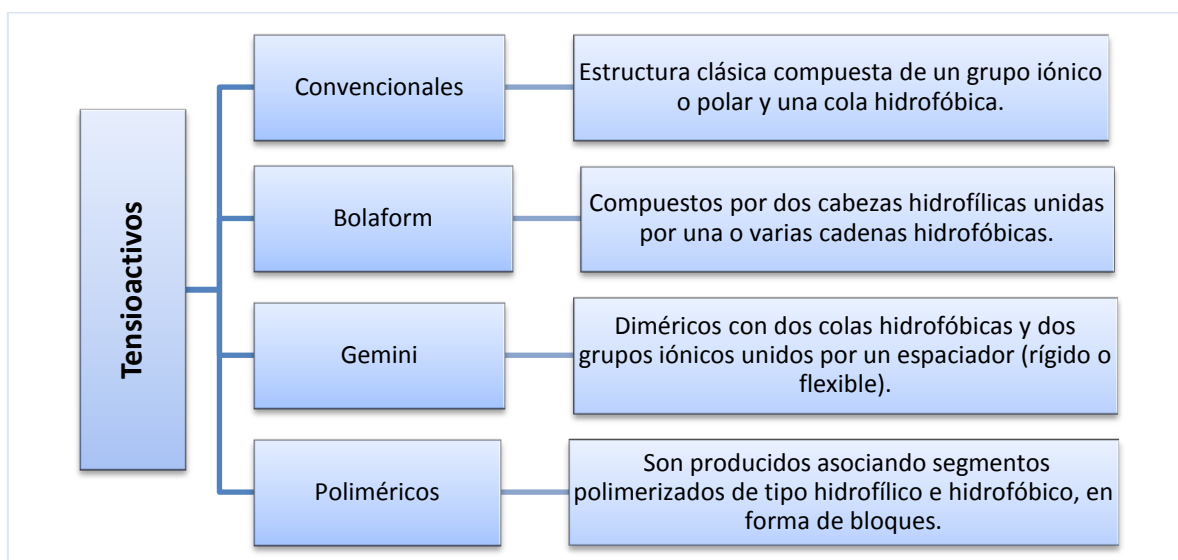 Tensioactivos
Convencionales
Estructura clásica compuesta de un grupo iónico
o polar y una cola hidrofóbica.
Bolaform
Compuestos por dos cabezas hidrofílicas unidas
por una o varias cadenas hidrofóbicas.
Gemini
Diméricos con dos colas hidrofóbicas y dos
grupos iónicos unidos por un espaciador (rígido o
flexible).
Poliméricos
Son producidos asociando segmentos
polimerizados de tipo hidrofílico e hidrofóbico, en
forma de bloques.